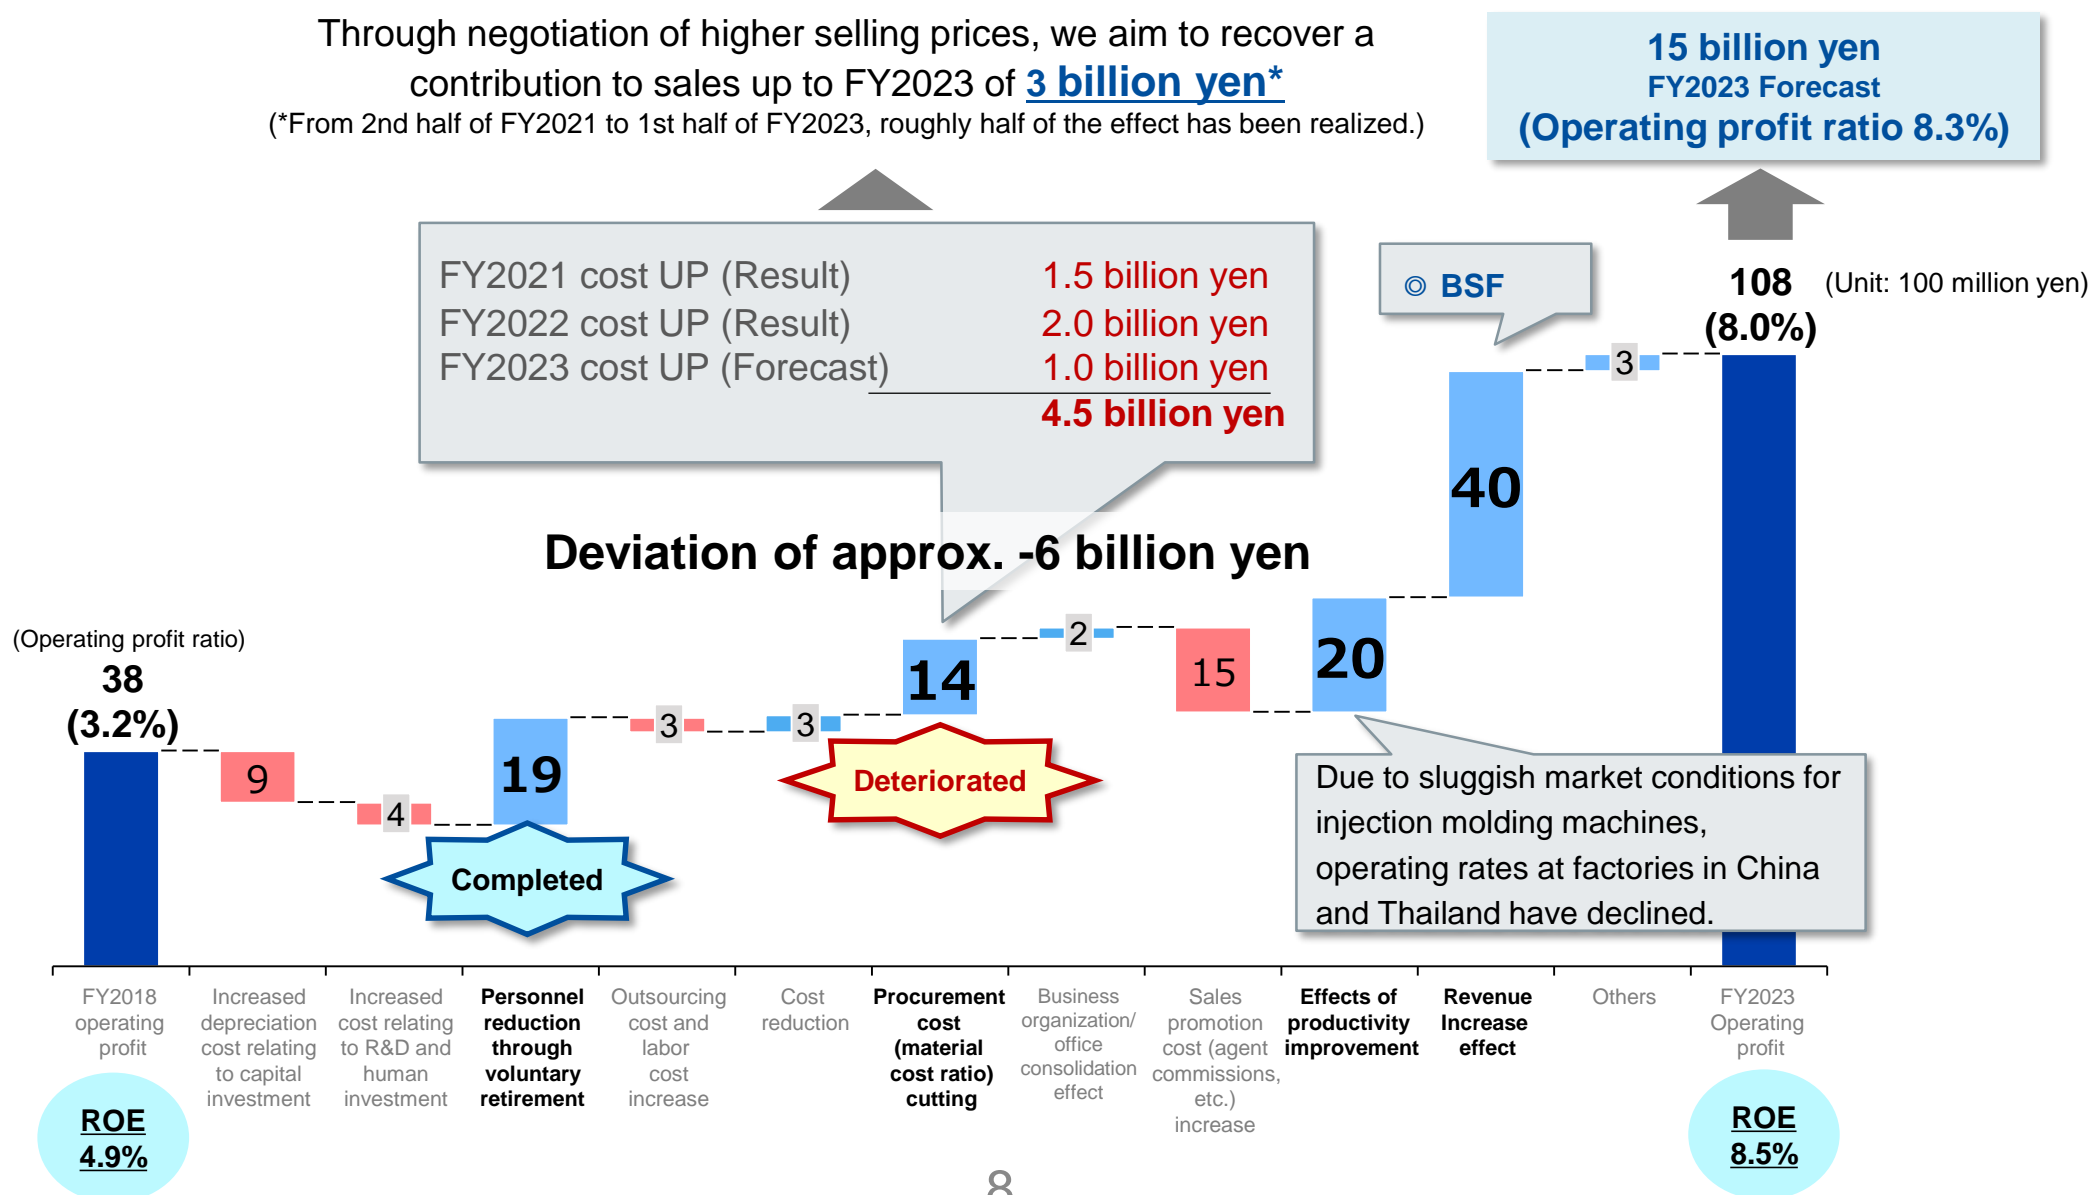 Through negotiation of higher selling prices, we aim to recover a
contribution to sales up to FY2023 of 3 billion yen*
(*From 2nd half of FY2021 to 1st half of FY2023, roughly half of the effect has been realized.)
15 billion yen
FY2023 Forecast
(Operating profit ratio 8.3%)
FY2021 cost UP (Result) 1.5 billion yen
FY2022 cost UP (Result) 2.0 billion yen
FY2023 cost UP (Forecast) 1.0 billion yen
4.5 billion yen
◎ BSF
108
(8.0%)
(Unit: 100 million yen)
3
40
Deviation of approx. -6 billion yen
(Operating profit ratio)
38
(3.2%)
9
4
19
3
3
14
2
15
20
Completed
Deteriorated
Due to sluggish market conditions for
injection molding machines,
operating rates at factories in China
and Thailand have declined.
FY2018
operating
profit
Increased
depreciation
cost relating
to capital
investment
Increased
cost relating
to R&D and
human
investment
Personnel
reduction
through
voluntary
retirement
Outsourcing
cost and
labor
cost
increase
Cost
reduction
Procurement
cost
(material
cost ratio)
cutting
Business
organization/
office
consolidation
effect
Sales
promotion
cost (agent
commissions,
etc.)
increase
Effects of
productivity
improvement
Revenue
Increase
effect
Others
FY2023
Operating
profit
ROE
4.9%
ROE
8.5%
8